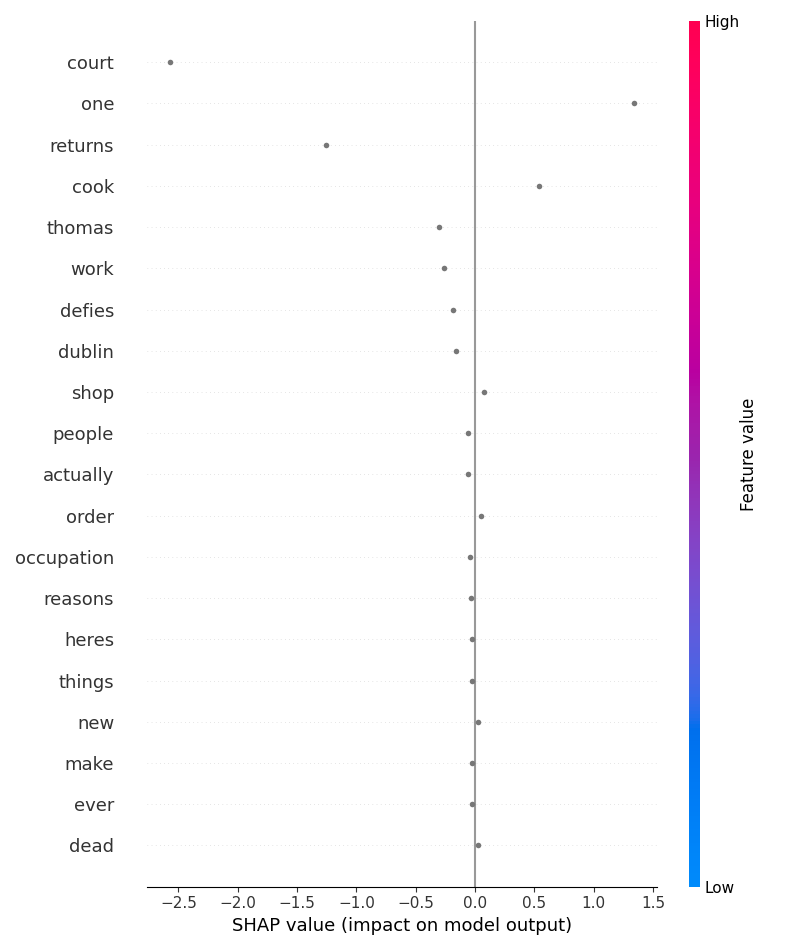 High
court
one
returns
cook
thomas
work
defies
dublin
shop
people
actually
order
occupation
reasons
heres
things
new
make
ever
dead
Feature value
Low
−2.5 −2.0 −1.5 −1.0 −0.5 0.0 0.5 1.0 1.5
SHAP value (impact on model output)